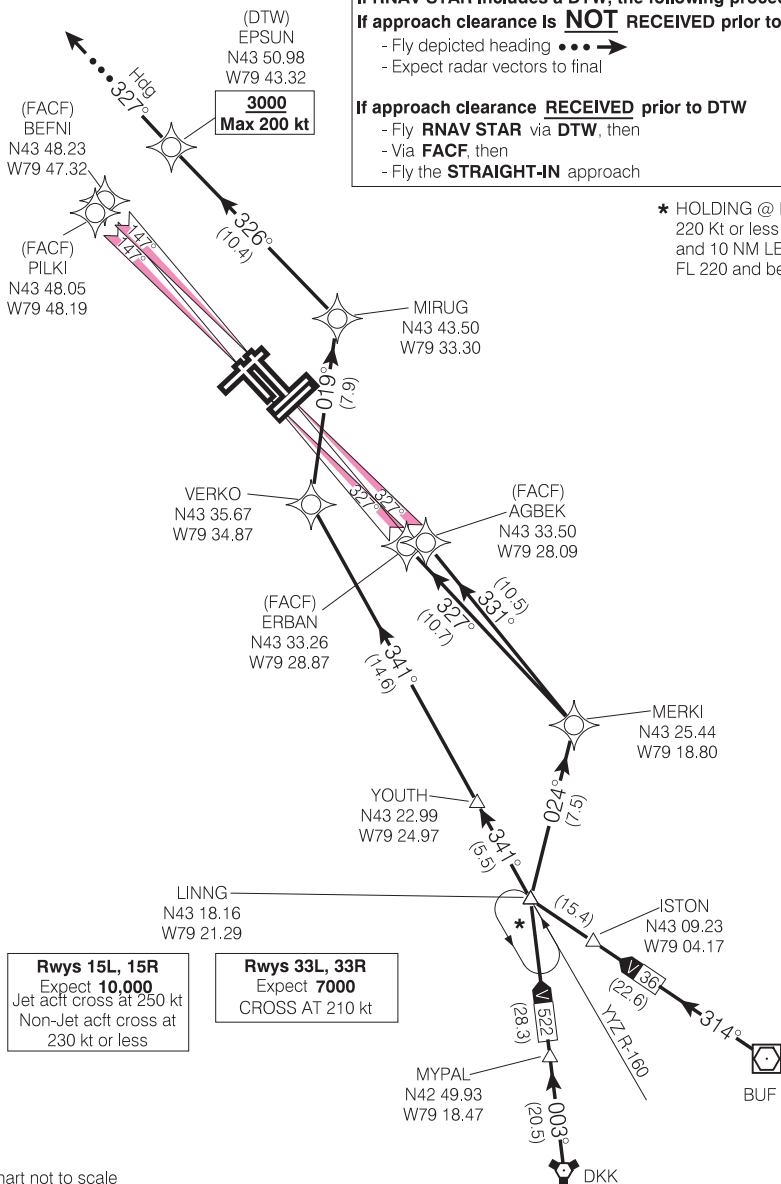 If approach clearance is NOT RECEIVED prior to
- Fly depicted heading
- Expect radar vectors to final
If approach clearance RECEIVED prior to DTW
- Fly RNAV STAR via DTW, then
- Via FACF, then
- Fly the STRAIGHT-IN approach
* HOLDING @
220 Kt or less
and 10 NM
FL 220 and
(DTW)
EPSUN
N43 50.98
W79 43.32
3000
Max 200 kt
Hdg
327°
(FACF)
BEFNI
N43 48.23
W79 47.32
(FACF)
PILKI
N43 48.05
W79 48.19
147°
147°
326°
(10.4)
MIRUG
N43 43.50
W79 33.30
019°
(7.9)
VERKO
N43 35.67
W79 34.87
327°
327°
(FACF)
AGBEK
N43 33.50
W79 28.09
(FACF)
ERBAN
N43 33.26
W79 28.87
(10.5)
331°
327°
(10.7)
341°
(14.6)
MERKI
N43 25.44
W79 18.80
024°
(7.5)
YOUTH
N43 22.99
W79 24.97
341°
(5.5)
LINNG
N43 18.16
W79 21.29
*
(15.4)
ISTON
N43 09.23
W79 04.17
V 36
(22.6)
314°
BUF
Rwys 15L, 15R
Expect 10,000
Jet acft cross at 250 kt
Non-Jet acft cross at
230 kt or less
Rwys 33L, 33R
Expect 7000
CROSS AT 210 kt
V 522
(28.3)
YYZ R-160
MYPAL
N42 49.93
W79 18.47
003°
(20.5)
DKK
not to scale